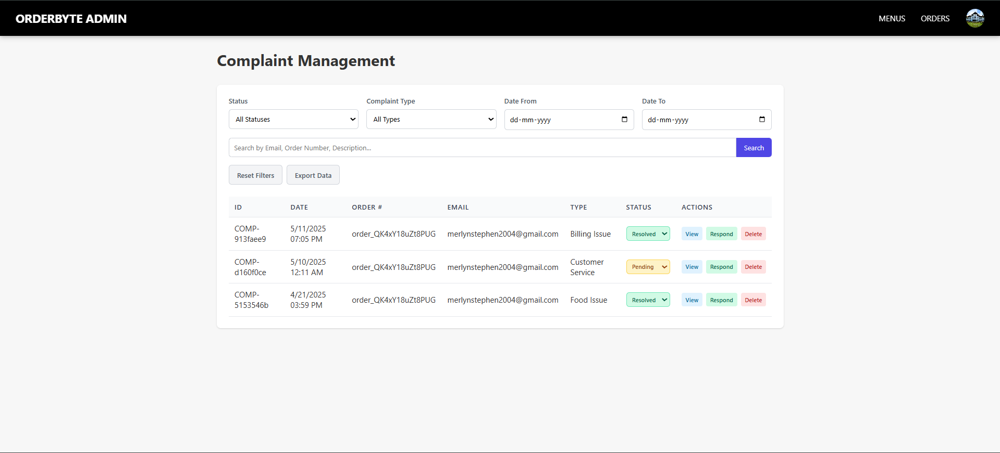 ORDERBYTE ADMIN
MENUS ORDERS
Complaint Management
Status Complaint Type Date From Date To
All Statuses All Types dd-mm-yyyy dd-mm-yyyy
Search by Email, Order Number, Description... Search
Reset Filters Export Data
ID DATE ORDER # EMAIL TYPE STATUS ACTIONS
COMP-
913faee9
5/11/2025
07:05 PM
order_QK4xY18uZt8PUG merlynstephen2004@gmail.com Billing Issue Resolved View Respond Delete
COMP-
d160f0ce
5/10/2025
12:11 AM
order_QK4xY18uZt8PUG merlynstephen2004@gmail.com
Customer
Service
Pending View Respond Delete
COMP-
5153546b
4/21/2025
03:59 PM
order_QK4xY18uZt8PUG merlynstephen2004@gmail.com Food Issue Resolved View Respond Delete